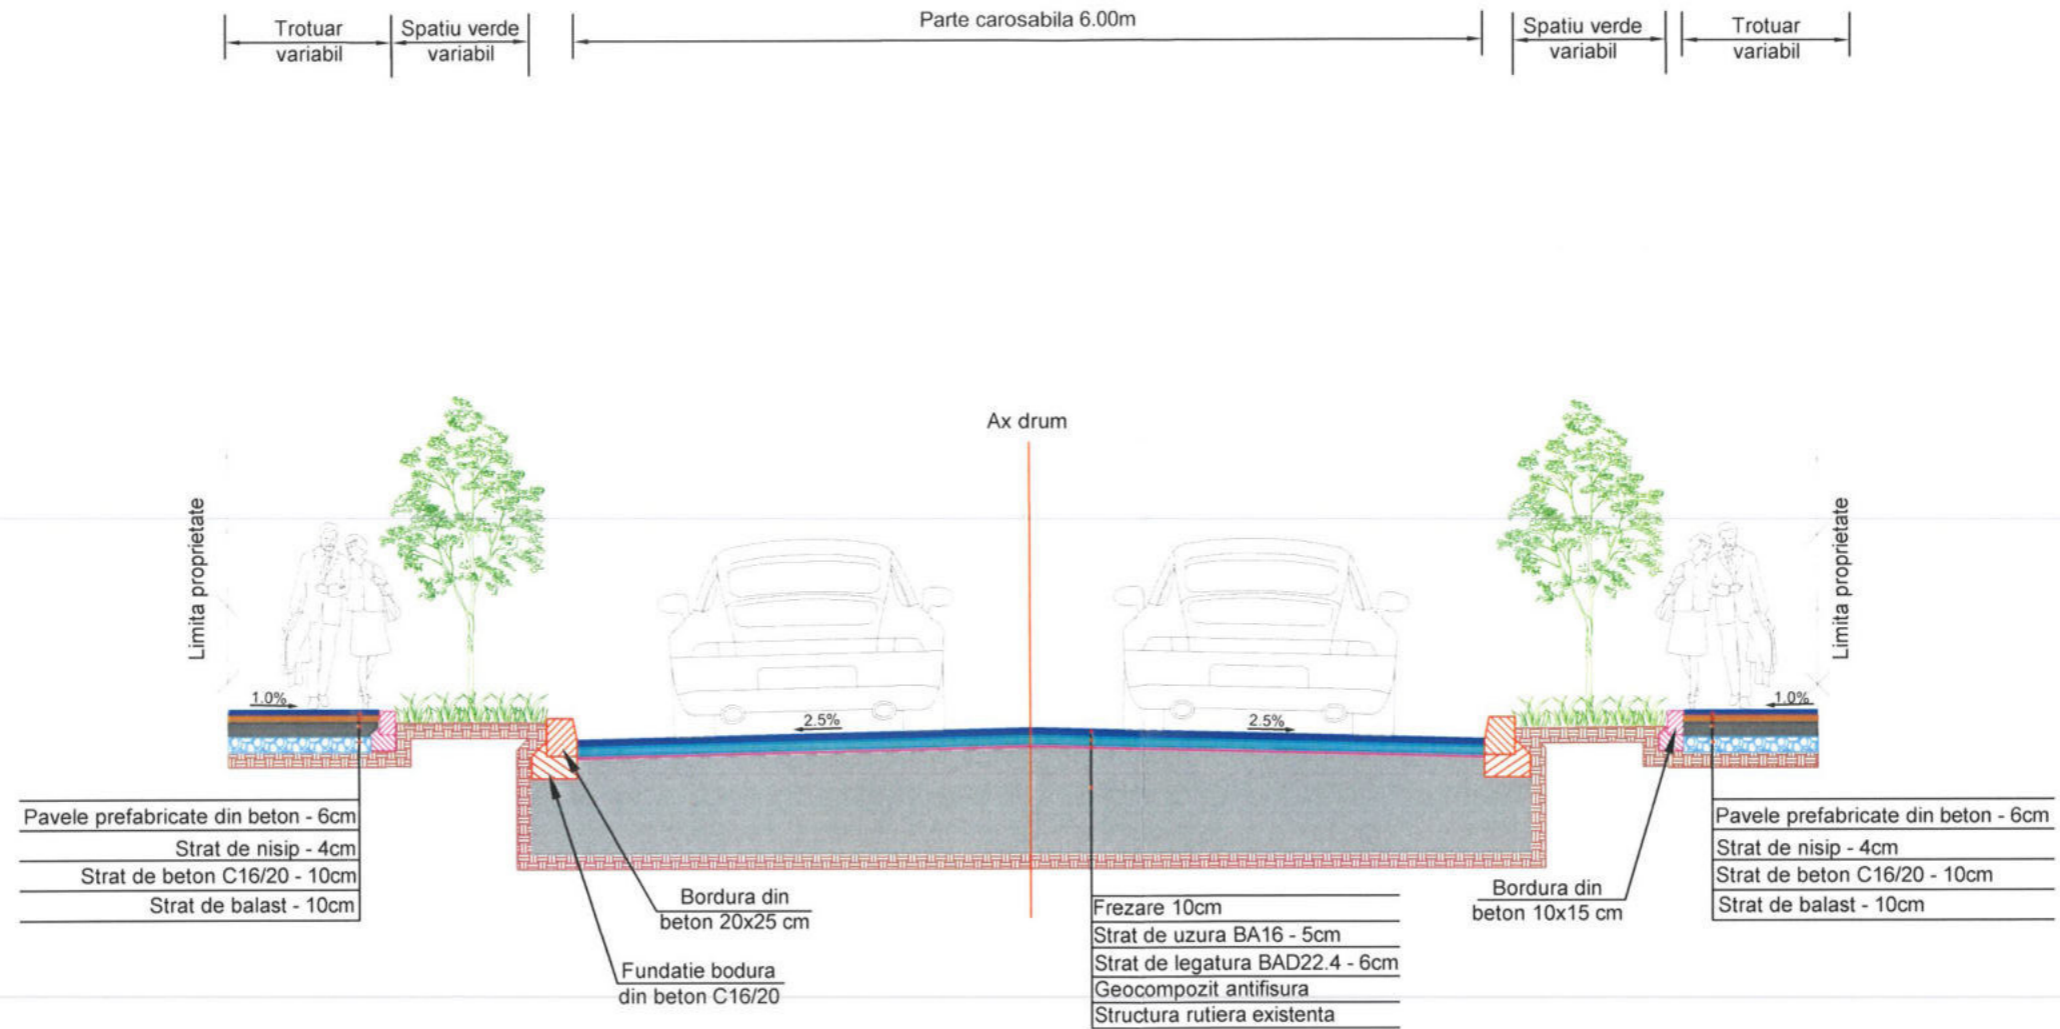 Trotuar
variabil
Spatiu verde
variabil
Parte carosabila 6.00m
Spatiu verde
variabil
Trotuar
variabil
Ax drum
Limita proprietate
Limita proprietate
1.0%
2.5%
2.5%
1.0%
Pavele prefabricate din beton - 6cm
Strat de nisip - 4cm
Strat de beton C16/20 - 10cm
Strat de balast - 10cm
Bordura din
beton 20x25 cm
Fundatie bodura
din beton C16/20
Frezare 10cm
Strat de uzura BA16 - 5cm
Strat de legatura BAD22.4 - 6cm
Geocompozit antifisura
Structura rutiera existenta
Bordura din
beton 10x15 cm
Pavele prefabricate din beton - 6cm
Strat de nisip - 4cm
Strat de beton C16/20 - 10cm
Strat de balast - 10cm